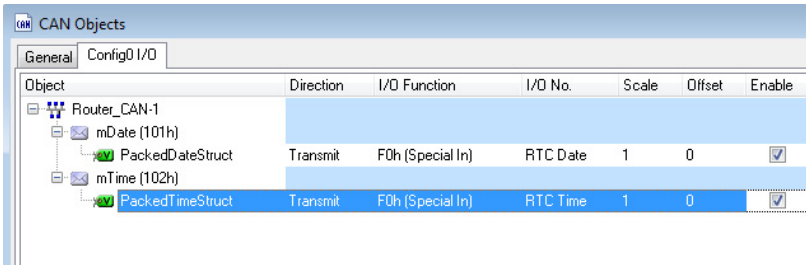 CAN Objects
General Config0 I/O
Object Direction I/O Function I/O No. Scale Offset Enable
Router_CAN-1
mDate (101h)
PackedDateStruct Transmit F0h (Special In) RTC Date 1 0
mTime (102h)
PackedTimeStruct Transmit F0h (Special In) RTC Time 1 0